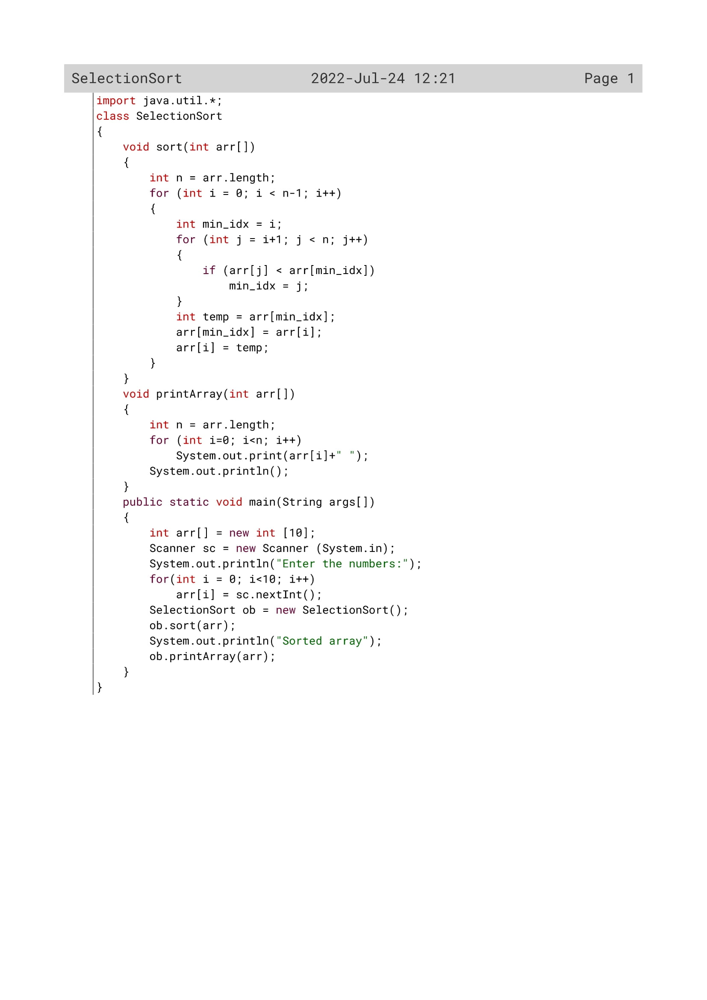 SelectionSort 2022-Jul-24 12:21 Page 1
import java.util.*;
class SelectionSort
{
    void sort(int arr[])
    {
        int n = arr.length;
        for (int i = 0; i < n-1; i++)
        {
            int min_idx = i;
            for (int j = i+1; j < n; j++)
            {
                if (arr[j] < arr[min_idx])
                    min_idx = j;
            }
            int temp = arr[min_idx];
            arr[min_idx] = arr[i];
            arr[i] = temp;
        }
    }
    void printArray(int arr[])
    {
        int n = arr.length;
        for (int i=0; i<n; i++)
            System.out.print(arr[i]+" ");
        System.out.println();
    }
    public static void main(String args[])
    {
        int arr[] = new int [10];
        Scanner sc = new Scanner (System.in);
        System.out.println("Enter the numbers:");
        for(int i = 0; i<10; i++)
            arr[i] = sc.nextInt();
        SelectionSort ob = new SelectionSort();
        ob.sort(arr);
        System.out.println("Sorted array");
        ob.printArray(arr);
    }
}